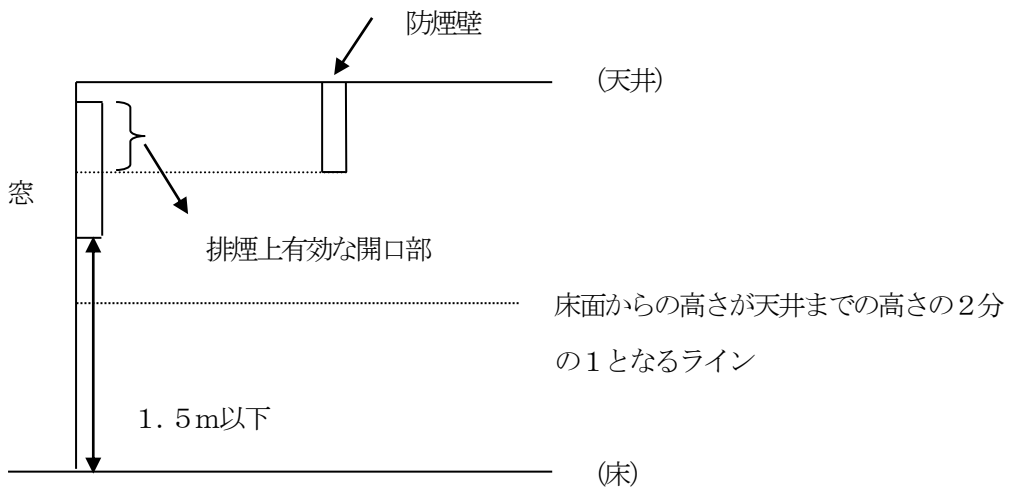 防煙壁
(天井)
窓
排煙上有効な開口部
床面からの高さが天井までの高さの２分
の１となるライン
１．５ｍ以下
(床)